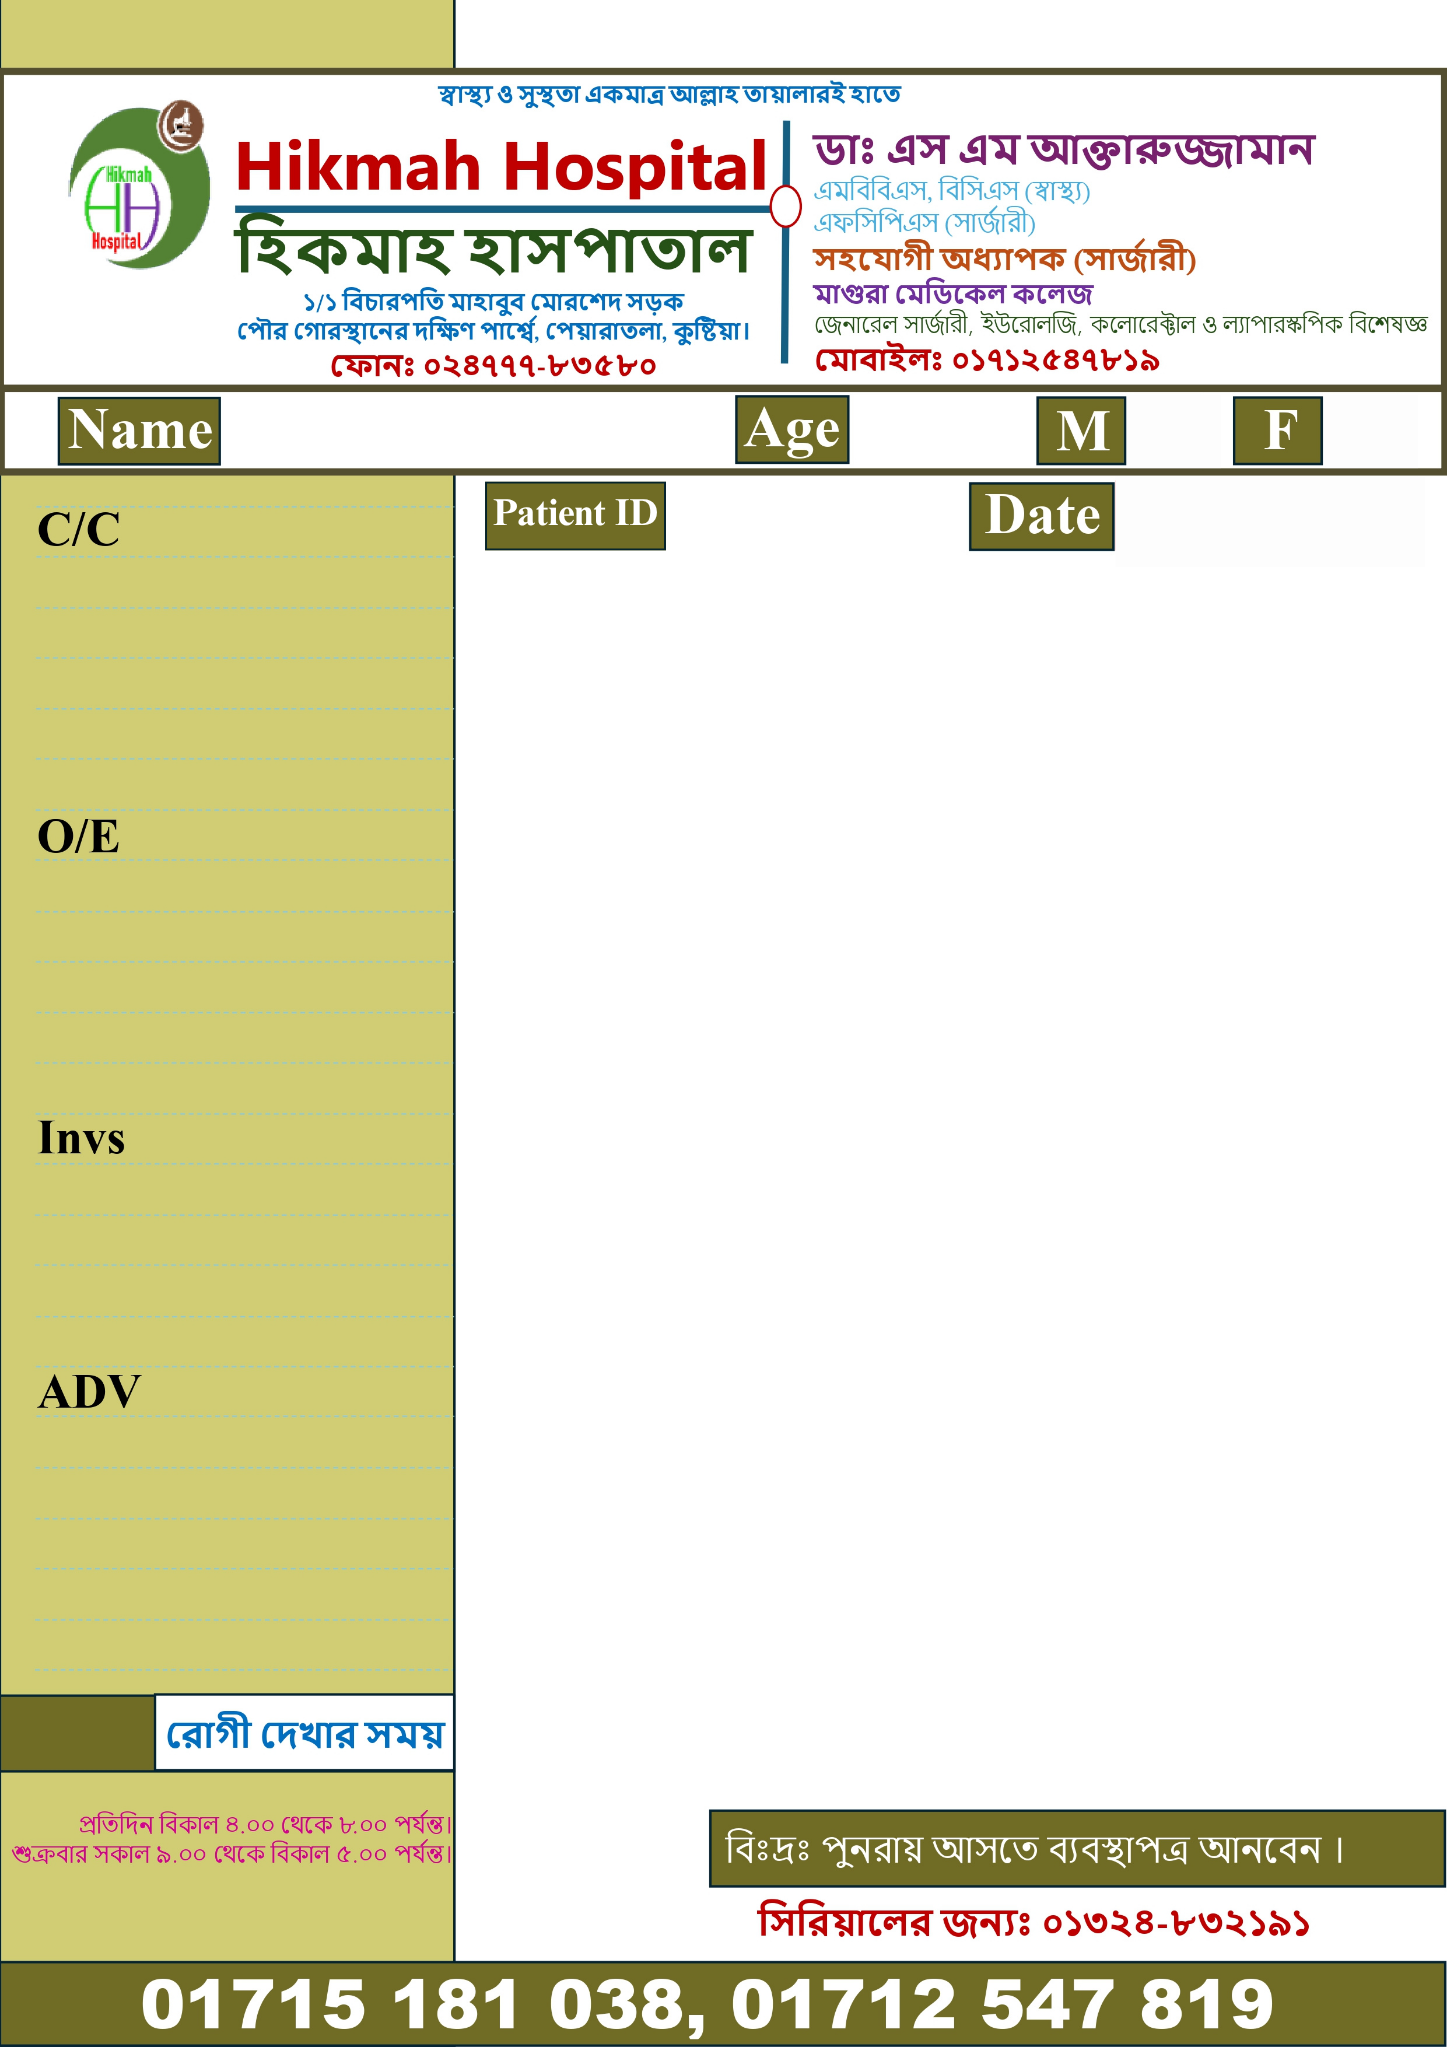 স্বাস্থ্য ও সুস্থতা একমাত্র আল্লাহ তায়ালারই হাতে
Hikmah
Hospital
Hikmah Hospital
হিকমাহ হাসপাতাল
১/১ বিচারপতি মাহাবুব মোরশেদ সড়ক
পৌর গোরস্থানের দক্ষিণ পার্শ্বে, পেয়ারাতলা, কুষ্টিয়া।
ফোনঃ ০২৪৭৭৭-৮৩৫৮০
ডাঃ এস এম আক্তারুজ্জামান
এমবিবিএস, বিসিএস (স্বাস্থ্য)
এফসিপিএস (সার্জারী)
সহযোগী অধ্যাপক (সার্জারী)
মাগুরা মেডিকেল কলেজ
জেনারেল সার্জারী, ইউরোলজি, কলোরেক্টাল ও ল্যাপারস্কপিক বিশেষজ্ঞ
মোবাইলঃ ০১৭১২৫৪৭৮১৯
Name Age M F
Patient ID Date
C/C
O/E
Invs
ADV
রোগী দেখার সময়
প্রতিদিন বিকাল ৪.০০ থেকে ৮.০০ পর্যন্ত।
শুক্রবার সকাল ৯.০০ থেকে বিকাল ৫.০০ পর্যন্ত।
বিঃদ্রঃ পুনরায় আসতে ব্যবস্থাপত্র আনবেন ।
সিরিয়ালের জন্যঃ ০১৩২৪-৮৩২১৯১
01715 181 038, 01712 547 819